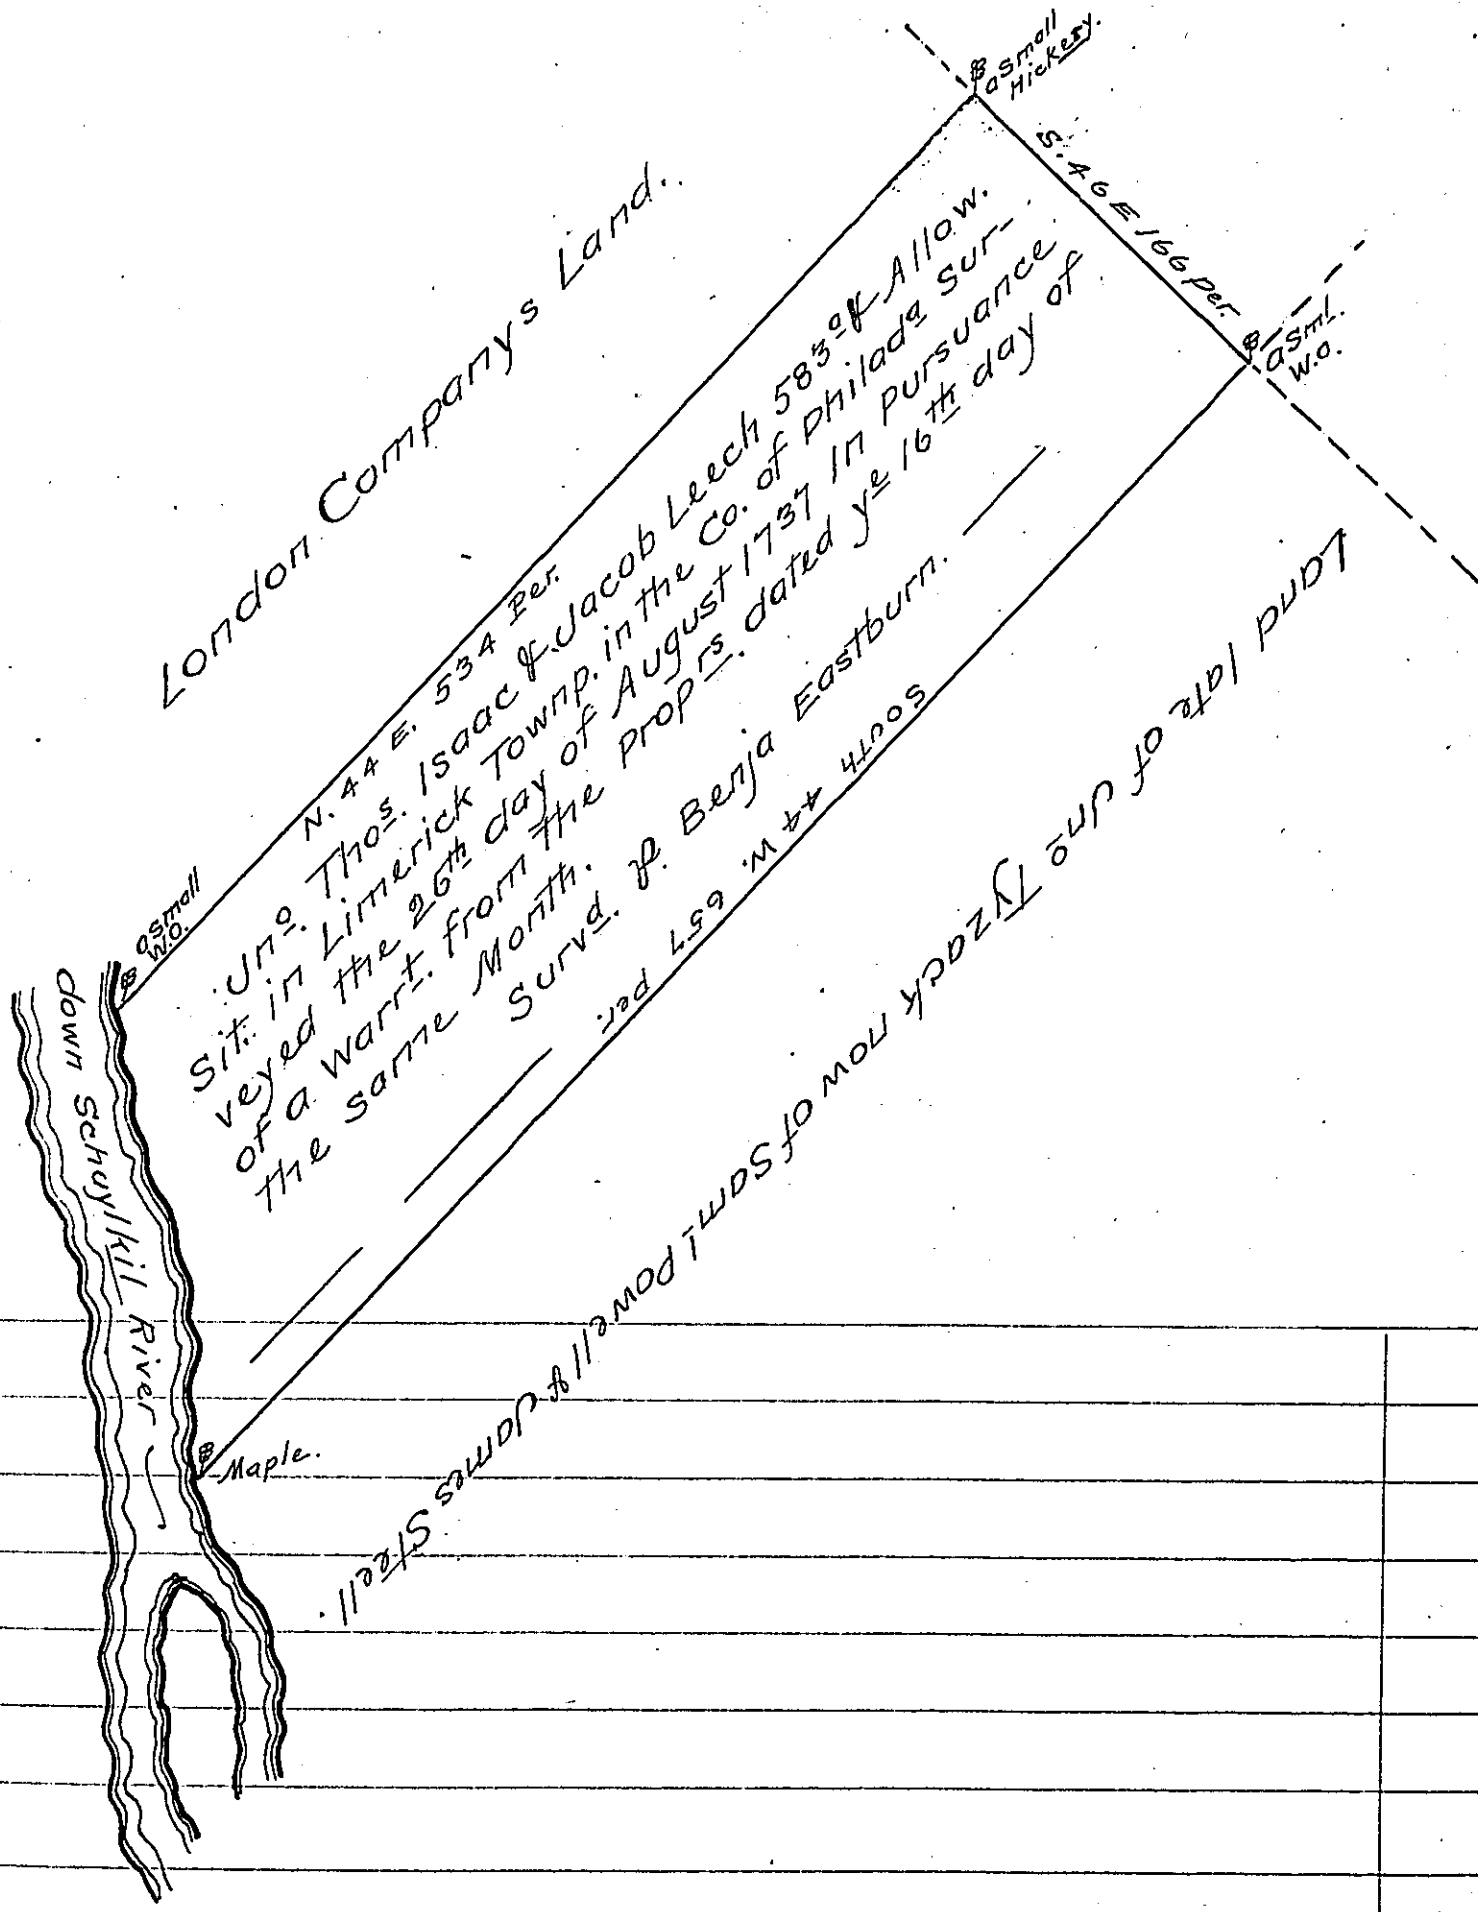 a small
Hickery.
S. 46 E 166 per.
a sml.
W.O.
London Companys Land.
N. 44 E. 534 Per.
a small
W.O.
Jno. Thos. Isaac & Jacob Leech 583a & Allow.
Sit. in Limerick Townp. in the Co. of Philada Sur-
veyed the 26th day of August 1737 In pursuance
of a warrt. from the Proprs. dated ye 16th day of
the same Month.
Survd. P. Benja Eastburn.
South 44 W. 657 per.
Land late of Jno Tyzack now of Saml Powell & James Steell.
down Schuylkil River
Maple.